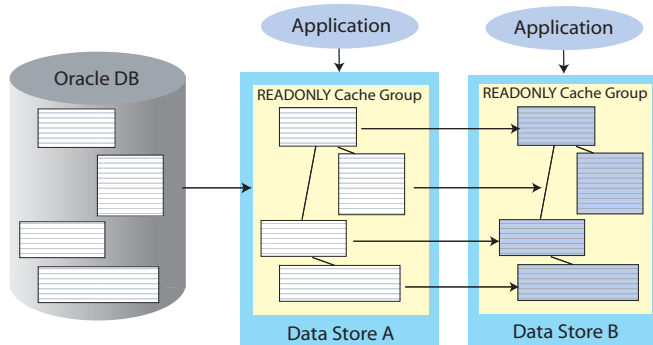 Application
Application
Oracle DB
READONLY Cache Group
READONLY Cache Group
Data Store A
Data Store B